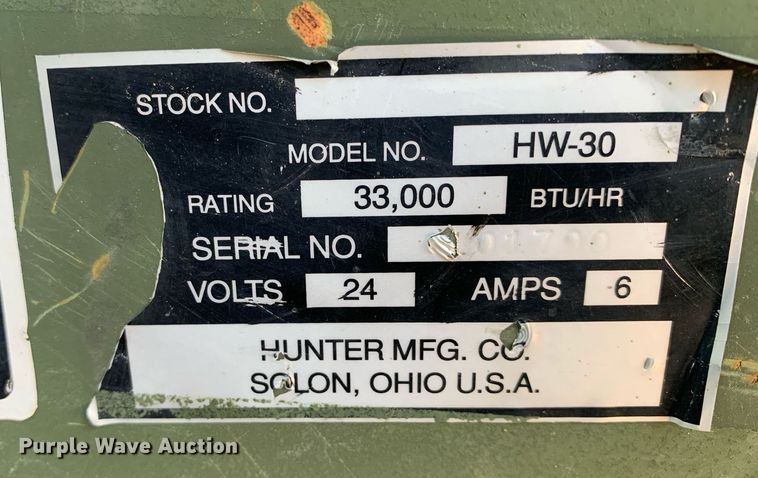 STOCK NO.
MODEL NO. HW-30
RATING 33,000 BTU/HR
SERIAL NO.
VOLTS 24 AMPS 6
HUNTER MFG. CO.
SOLON, OHIO U.S.A.
Purple Wave Auction